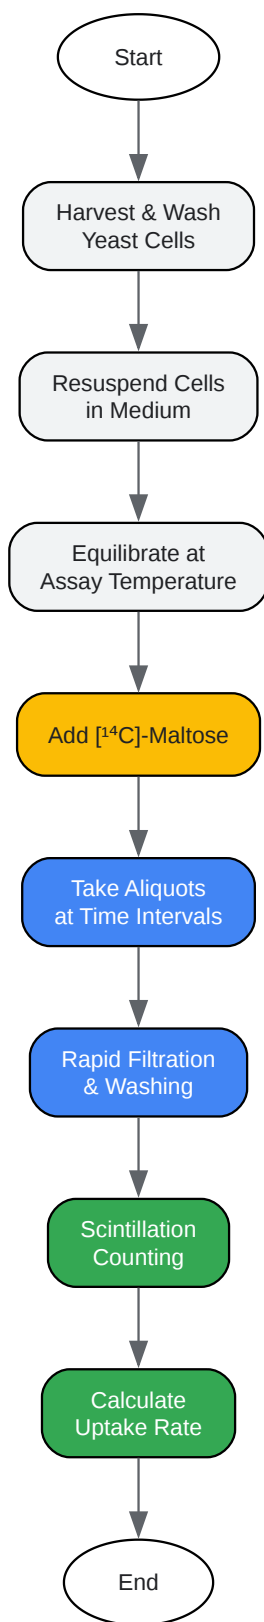 Start
Harvest & Wash
Yeast Cells
Resuspend Cells
in Medium
Equilibrate at
Assay Temperature
Add [¹⁴C]-Maltose
Take Aliquots
at Time Intervals
Rapid Filtration
& Washing
Scintillation
Counting
Calculate
Uptake Rate
End